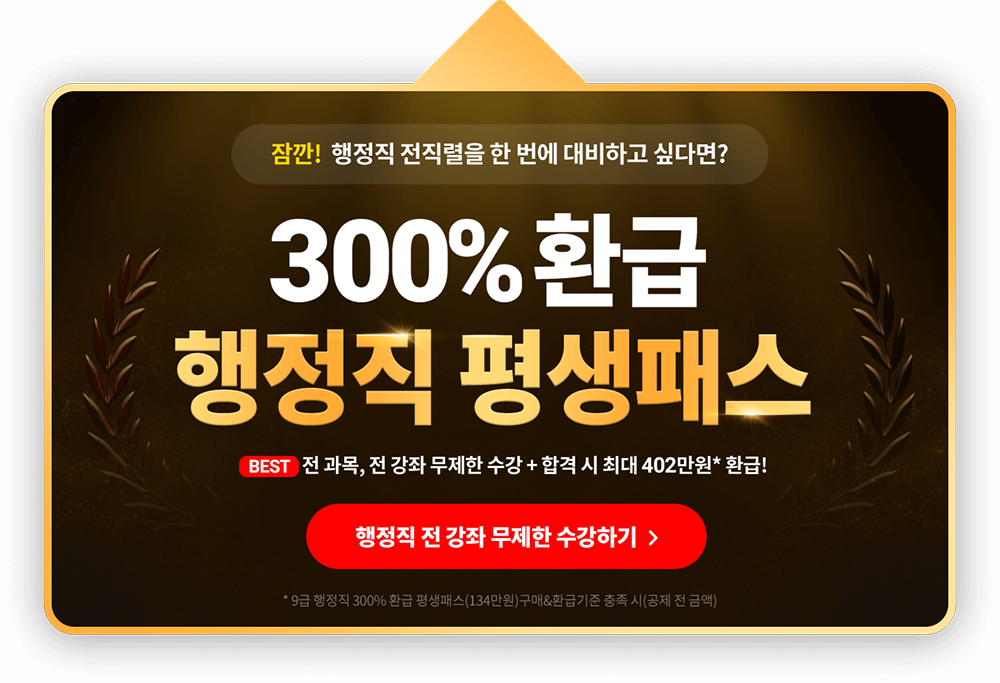 잠깐! 행정직 전직렬을 한 번에 대비하고 싶다면?
300% 환급
행정직 평생패스
BEST 전 과목, 전 강좌 무제한 수강 + 합격 시 최대 402만원* 환급!
행정직 전 강좌 무제한 수강하기 >
* 9급 행정직 300% 환급 평생패스(134만원)구매&환급기준 충족 시(공제 전 금액)